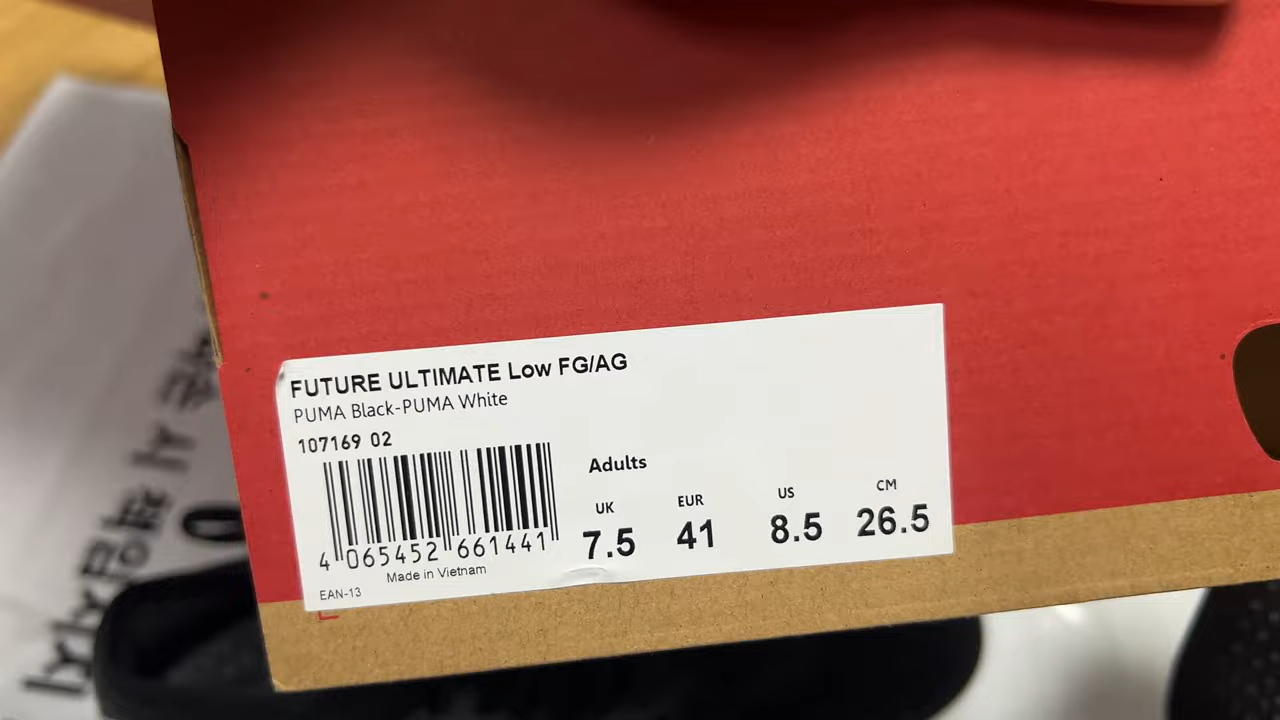 FUTURE ULTIMATE Low FG/AG
PUMA Black-PUMA White
107169 02
Adults
UK EUR US CM
7.5 41 8.5 26.5
4 065452 661441
Made in Vietnam
EAN-13